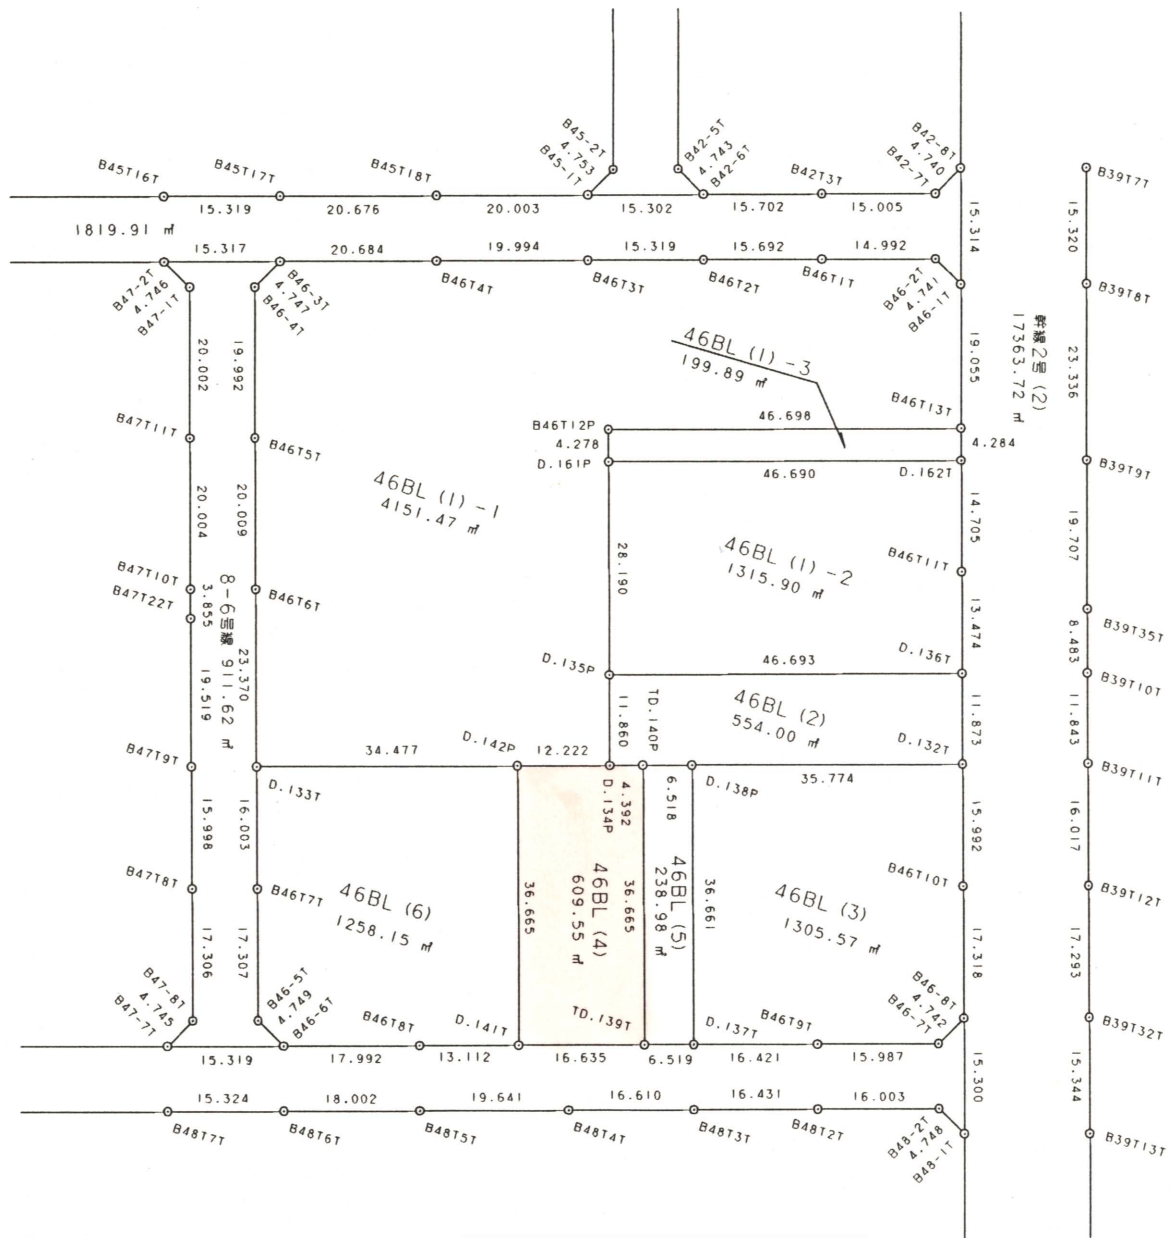 B45-2T
4.753
B45-1T
B42-5T
4.743
B42-6T
B42-8T
4.740
B42-7T
B45T16T
B45T17T
B45T18T
B42T3T
B39T7T
15.319
20.676
20.003
15.302
15.702
15.005
15.314
15.320
1819.91 ㎡
15.317
20.684
19.994
15.319
15.692
14.992
B47-2T
4.746
B47-1T
B46-3T
4.747
B46-4T
B46T4T
B46T3T
B46T2T
B46T1T
B46-2T
4.741
B46-1T
B39T8T
幹線2号 (2)
17363.72 ㎡
20.002
19.992
46BL (1) -3
199.89 ㎡
19.055
23.336
B46T13T
B46T12P
46.698
4.278
4.284
B47T11T
B46T5T
D.161P
46.690
D.162T
B39T9T
46BL (1) -1
4151.47 ㎡
20.004
20.009
28.190
46BL (1) -2
1315.90 ㎡
14.705
19.707
B46T11T
B47T10T
B47T22T
3.855
8-6号線 911.62 ㎡
B46T6T
13.474
B39T35T
8.483
D.135P
46.693
D.136T
B39T10T
19.519
23.370
11.860
TD.140P
46BL (2)
554.00 ㎡
11.873
11.843
B47T9T
34.477
D.142P
12.222
D.132T
B39T11T
D.133T
D.134P
4.392
6.518
D.138P
35.774
15.998
16.003
15.992
16.017
B47T8T
B46T7T
46BL (6)
1258.15 ㎡
36.665
46BL (4)
609.55 ㎡
36.665
46BL (5)
238.98 ㎡
36.661
46BL (3)
1305.57 ㎡
B46T10T
B39T12T
17.306
17.307
17.318
17.293
B47-8T
4.745
B47-7T
B46-5T
4.749
B46-6T
B46T8T
D.141T
TD.139T
D.137T
B46T9T
B46-8T
4.742
B46-7T
B39T32T
15.319
17.992
13.112
16.635
6.519
16.421
15.987
15.300
15.344
15.324
18.002
19.641
16.610
16.431
16.003
B48T7T
B48T6T
B48T5T
B48T4T
B48T3T
B48T2T
B48-2T
4.748
B48-1T
B39T13T